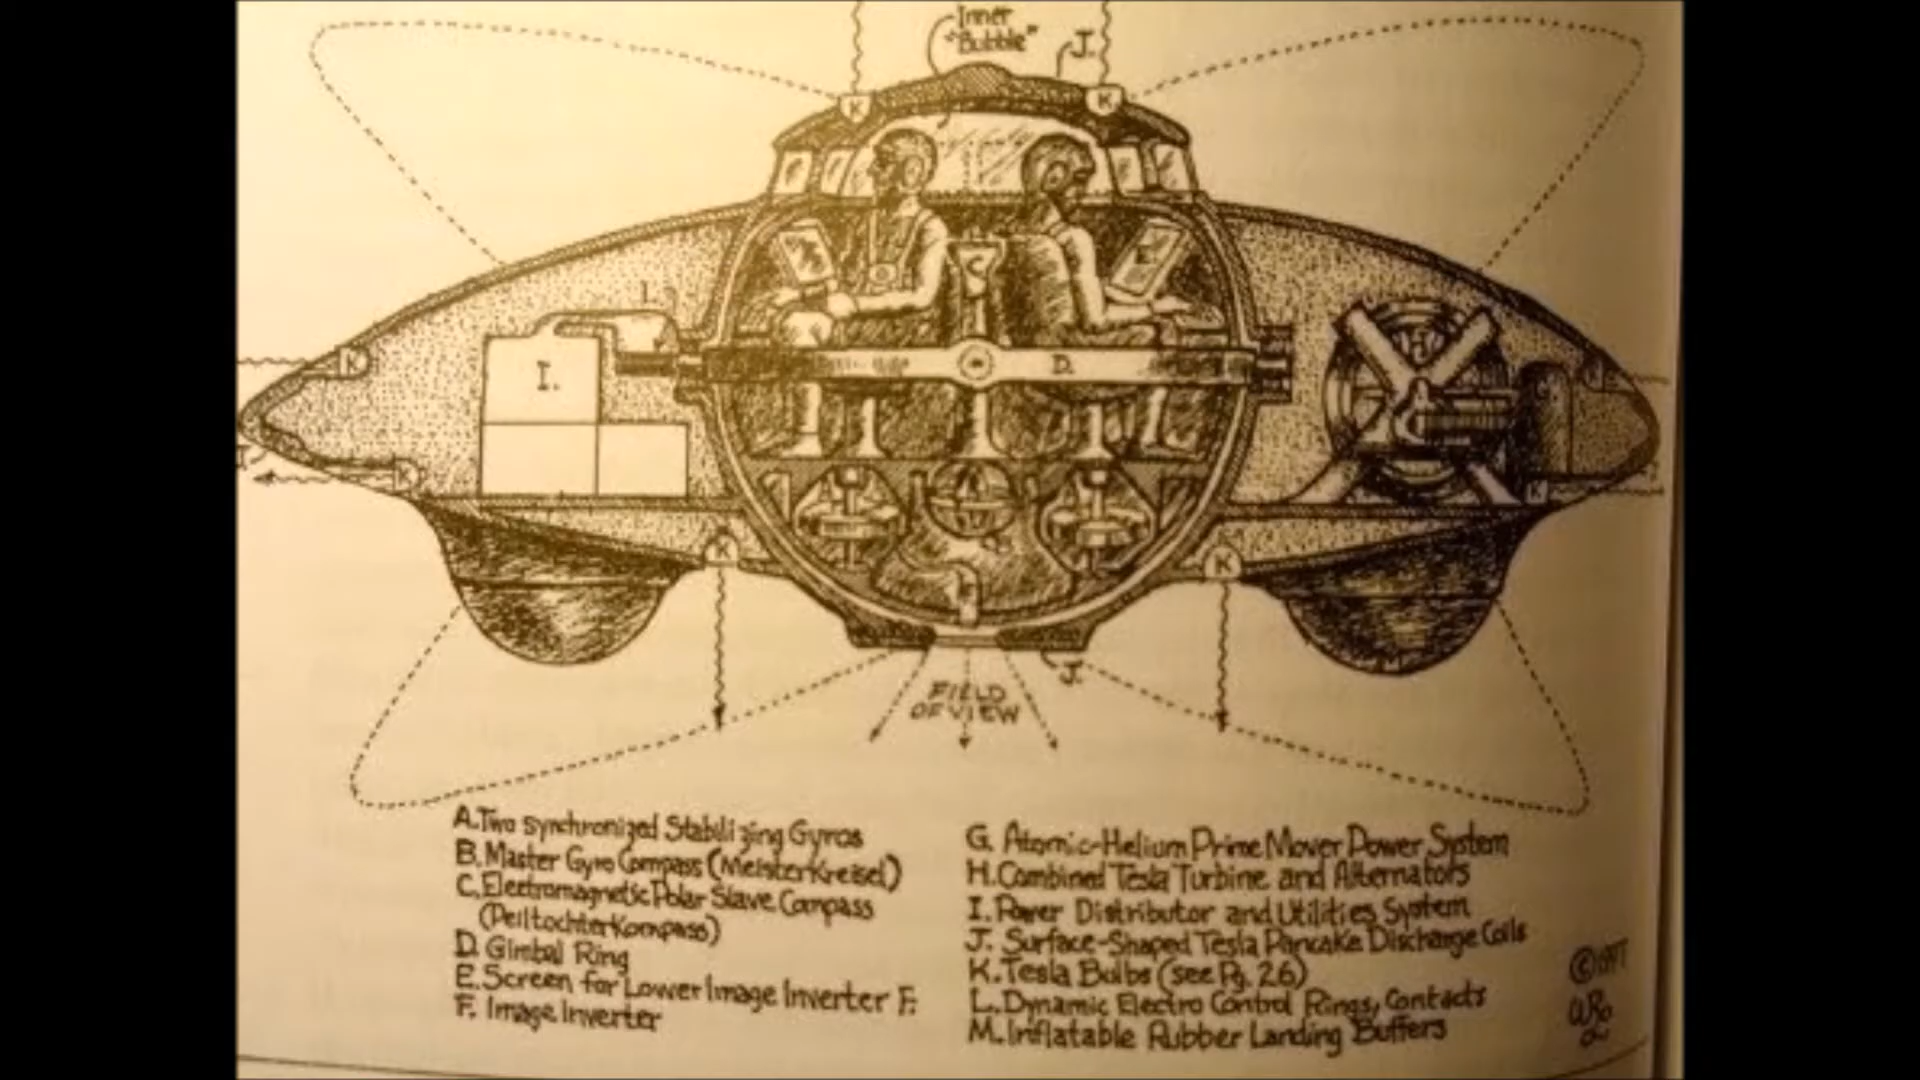 Inner
"Bubble"
J.
K
K
C
E
I.
D.
H
K
K
A
K
K
K
F
J.
FIELD
OF VIEW
A. Two Synchronized Stabilizing Gyros
B. Master Gyro Compass (Meisterkreisel)
C. Electromagnetic Polar Slave Compass
(Peiltochterkompass)
D. Gimbal Ring
E. Screen for Lower Image Inverter F.
F. Image Inverter
G. Atomic-Helium Prime Mover Power System
H. Combined Tesla Turbine and Alternators
I. Power Distributor and Utilities System
J. Surface-Shaped Tesla Pancake Discharge Coils
K. Tesla Bulbs (see Pg. 26)
L. Dynamic Electro Control Rings, Contacts
M. Inflatable Rubber Landing Buffers